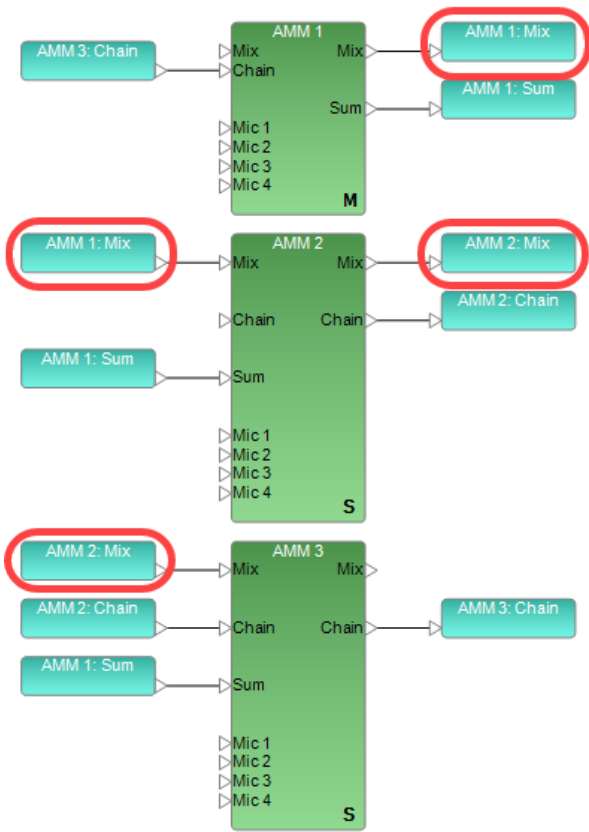 AMM 1
AMM 1: Mix
AMM 3: Chain
Mix
Mix
Chain
AMM 1: Sum
Sum
Mic 1
Mic 2
Mic 3
Mic 4
M
AMM 1: Mix
AMM 2
AMM 2: Mix
Mix
Mix
AMM 2: Chain
Chain
Chain
AMM 1: Sum
Sum
Mic 1
Mic 2
Mic 3
Mic 4
S
AMM 2: Mix
AMM 3
Mix
Mix
AMM 2: Chain
AMM 3: Chain
Chain
Chain
AMM 1: Sum
Sum
Mic 1
Mic 2
Mic 3
Mic 4
S